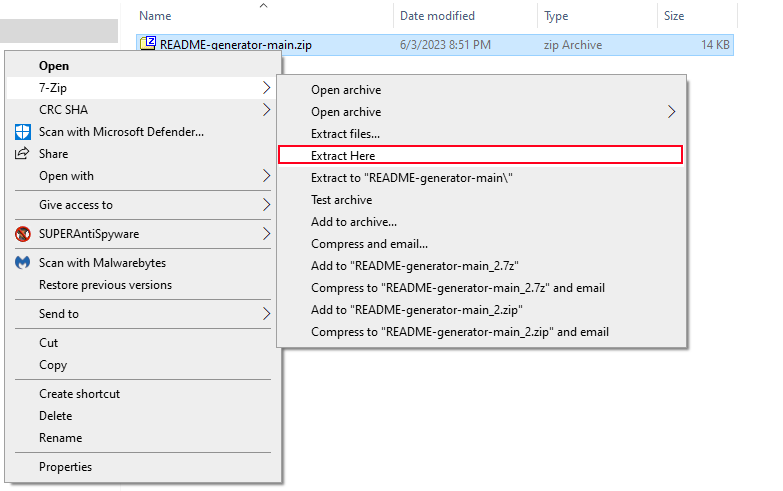 Name Date modified Type Size
README-generator-main.zip 6/3/2023 8:51 PM zip Archive 14 KB
Open
7-Zip
CRC SHA
Scan with Microsoft Defender...
Share
Open with
Give access to
SUPERAntiSpyware
Scan with Malwarebytes
Restore previous versions
Send to
Cut
Copy
Create shortcut
Delete
Rename
Properties
Open archive
Open archive
Extract files...
Extract Here
Extract to "README-generator-main\"
Test archive
Add to archive...
Compress and email...
Add to "README-generator-main_2.7z"
Compress to "README-generator-main_2.7z" and email
Add to "README-generator-main_2.zip"
Compress to "README-generator-main_2.zip" and email